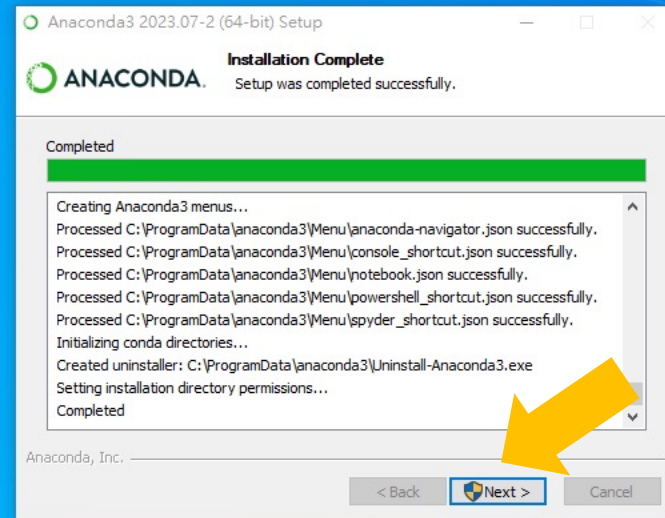 Anaconda3 2023.07-2 (64-bit) Setup
ANACONDA.
Installation Complete
Setup was completed successfully.
Completed
Creating Anaconda3 menus...
Processed C:\ProgramData\anaconda3\Menu\anaconda-navigator.json successfully.
Processed C:\ProgramData\anaconda3\Menu\console_shortcut.json successfully.
Processed C:\ProgramData\anaconda3\Menu\notebook.json successfully.
Processed C:\ProgramData\anaconda3\Menu\powershell_shortcut.json successfully.
Processed C:\ProgramData\anaconda3\Menu\spyder_shortcut.json successfully.
Initializing conda directories...
Created uninstaller: C:\ProgramData\anaconda3\Uninstall-Anaconda3.exe
Setting installation directory permissions...
Completed
Anaconda, Inc.
< Back
Next >
Cancel